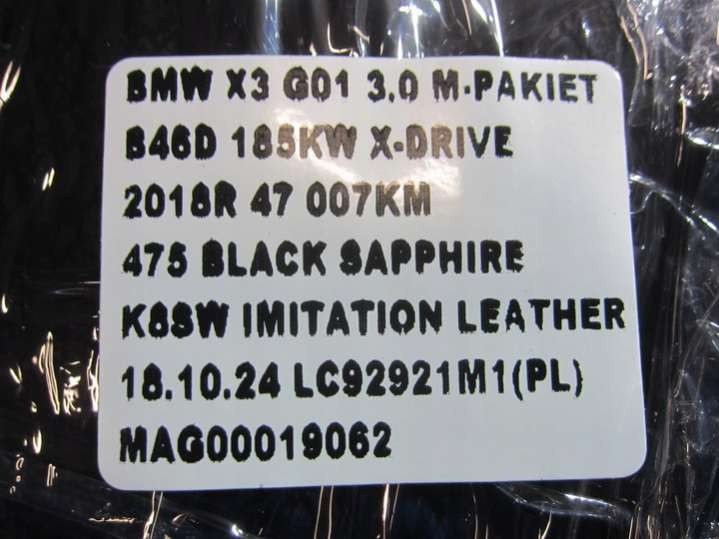 BMW X3 G01 3.0 M-PAKIET
B46D 185KW X-DRIVE
2018R 47 007KM
475 BLACK SAPPHIRE
K8SW IMITATION LEATHER
18.10.24 LC92921M1(PL)
MAG00019062